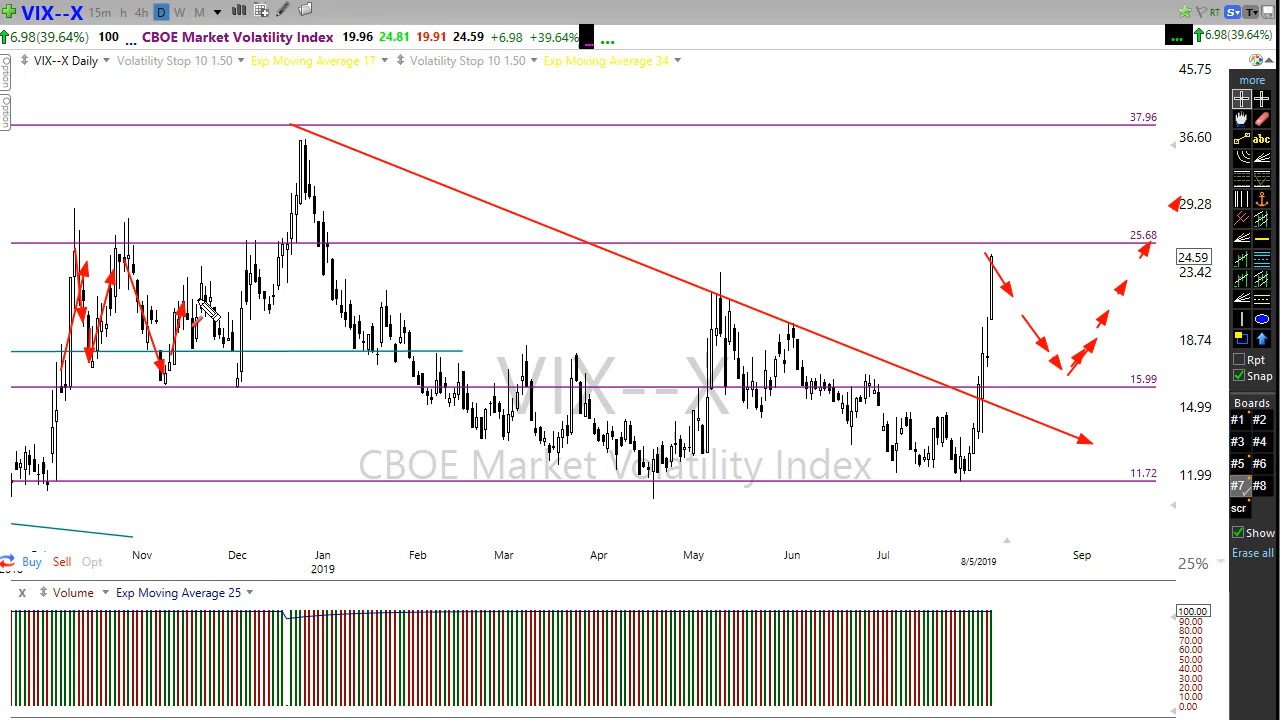 VIX--X 15m h 4h D W M RT S T
6.98(39.64%) 100 ... CBOE Market Volatility Index 19.96 24.81 19.91 24.59 +6.98 +39.64% ... ... ... 6.98(39.64%)
VIX--X Daily Volatility Stop 10 1.50 Exp Moving Average 17 Volatility Stop 10 1.50 Exp Moving Average 34
Option
Option
more
abc
45.75
37.96
36.60
29.28
25.68
24.59
23.42
18.74
15.99
14.99
11.72
11.99
VIX--X
CBOE Market Volatility Index
Rpt
Snap
Boards
#1 #2
#3 #4
#5 #6
#7 #8
scr
Show
Erase all
Nov Dec Jan Feb Mar Apr May Jun Jul 8/5/2019 Sep
2019
Buy Sell Opt
25%
X Volume Exp Moving Average 25
100.00
90.00
80.00
70.00
60.00
50.00
40.00
30.00
20.00
10.00
0.00